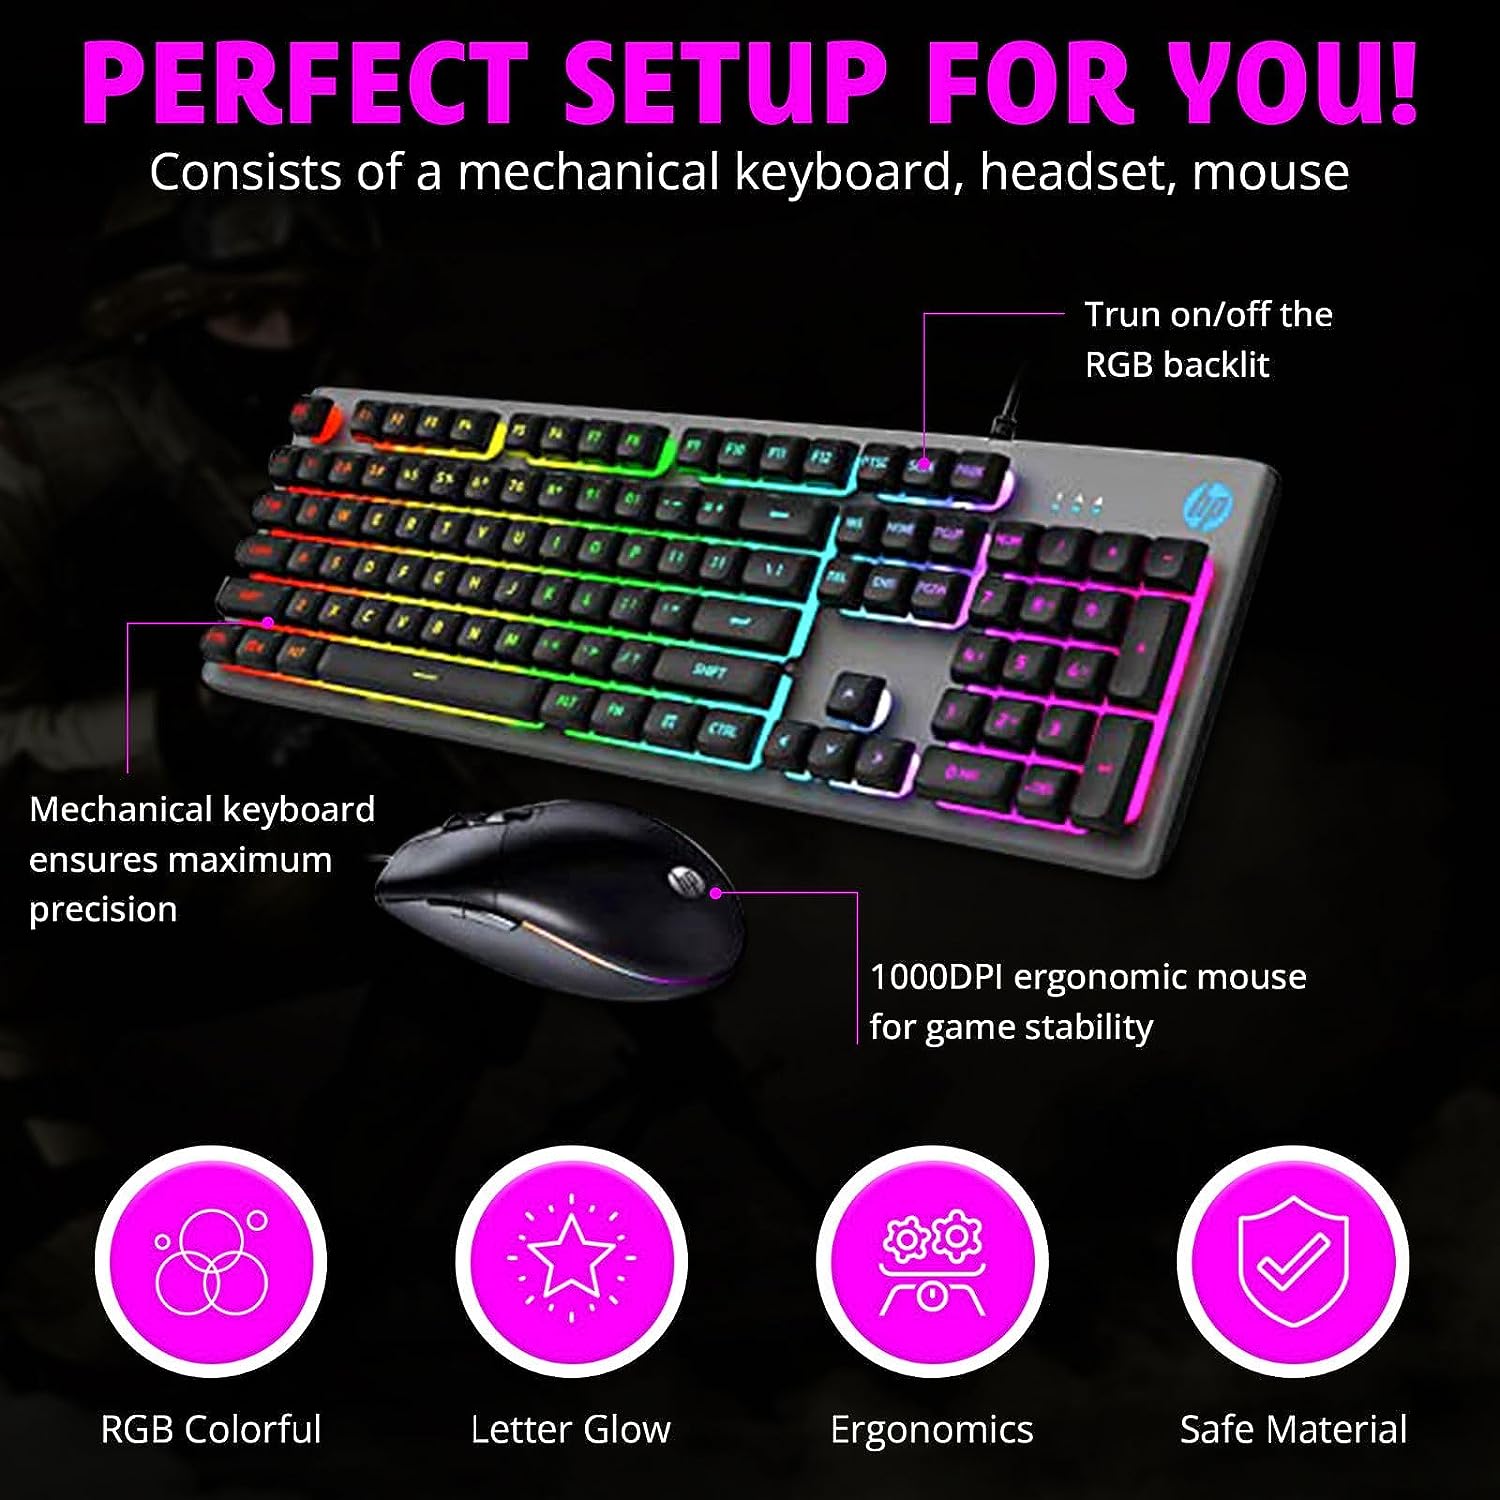 PERFECT SETUP FOR YOU!
Consists of a mechanical keyboard, headset, mouse
Trun on/off the
RGB backlit
hp
Mechanical keyboard
ensures maximum
precision
1000DPI ergonomic mouse
for game stability
RGB Colorful
Letter Glow
Ergonomics
Safe Material